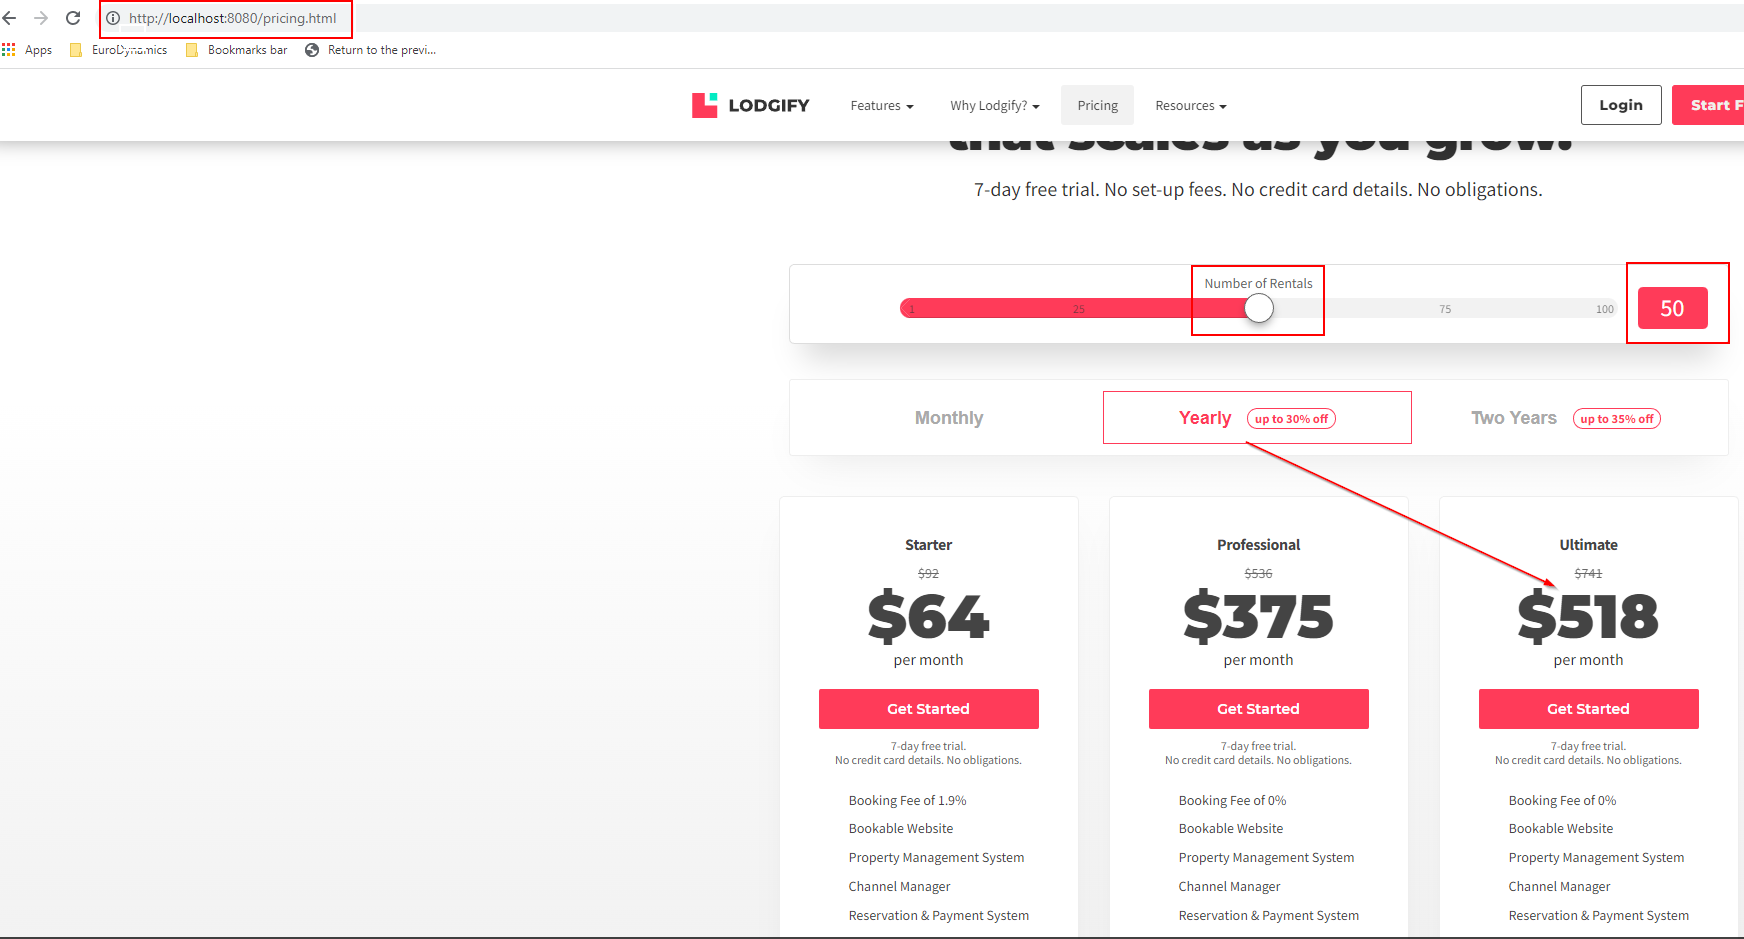 http://localhost:8080/pricing.html
Apps EuroDynamics Bookmarks bar Return to the previ...
LODGIFY Features Why Lodgify? Pricing Resources Login Start F
that scales as you grow.
7-day free trial. No set-up fees. No credit card details. No obligations.
Number of Rentals
1 25 75 100 50
Monthly Yearly up to 30% off Two Years up to 35% off
Starter
$92
$64
per month
Get Started
7-day free trial.
No credit card details. No obligations.
Booking Fee of 1.9%
Bookable Website
Property Management System
Channel Manager
Reservation & Payment System
Professional
$536
$375
per month
Get Started
7-day free trial.
No credit card details. No obligations.
Booking Fee of 0%
Bookable Website
Property Management System
Channel Manager
Reservation & Payment System
Ultimate
$741
$518
per month
Get Started
7-day free trial.
No credit card details. No obligations.
Booking Fee of 0%
Bookable Website
Property Management System
Channel Manager
Reservation & Payment System